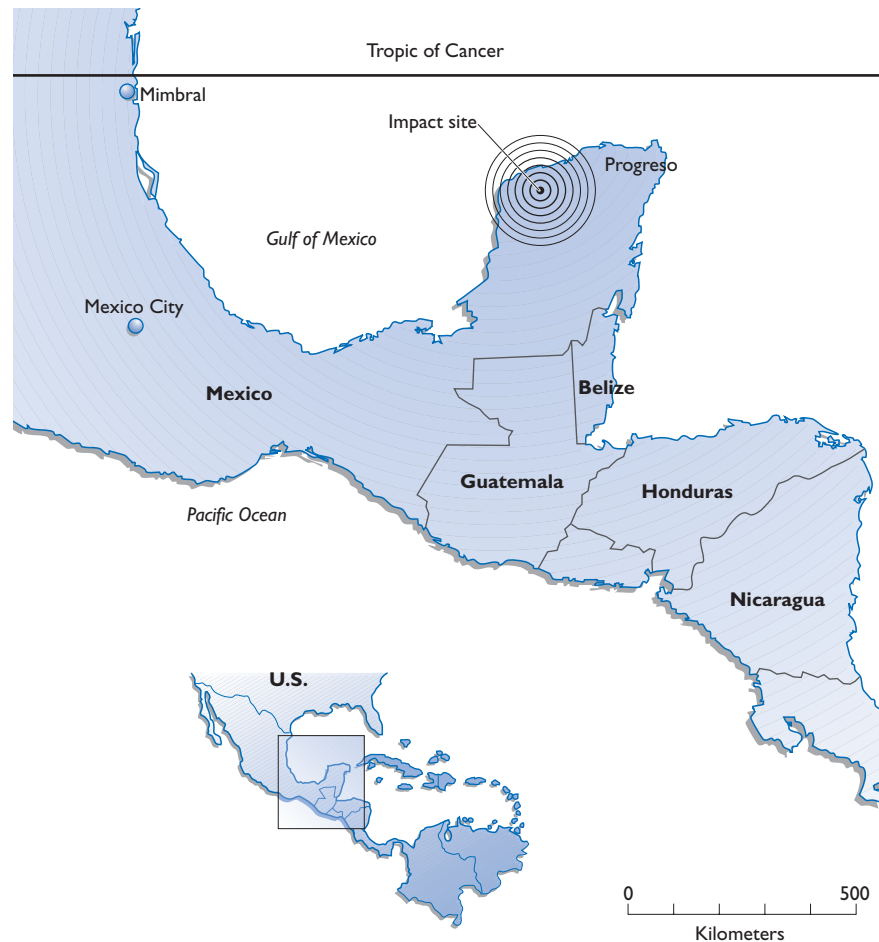 Tropic of Cancer
Mimbral
Impact site
Progreso
Gulf of Mexico
Mexico City
Mexico
Belize
Guatemala
Honduras
Pacific Ocean
Nicaragua
U.S.
0 500
Kilometers